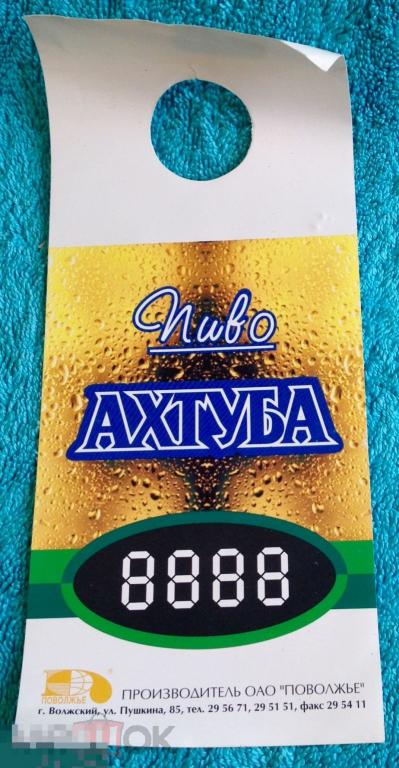 Пиво
АХТУБА
8888
ПОВОЛЖЬЕ
ПРОИЗВОДИТЕЛЬ ОАО "ПОВОЛЖЬЕ"
г. Волжский, ул. Пушкина, 85, тел. 29 56 71, 29 51 51, факс 29 54 11